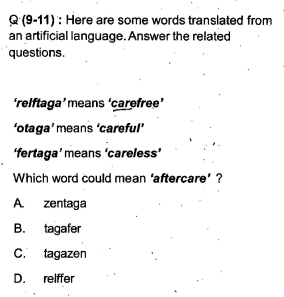 Q (9-11) : Here are some words translated from
an artificial language. Answer the related
questions.
'relftaga' means 'carefree'
'otaga' means 'careful'
'fertaga' means 'careless'
Which word could mean 'aftercare' ?
A. zentaga
B. tagafer
C. tagazen
D. relffer